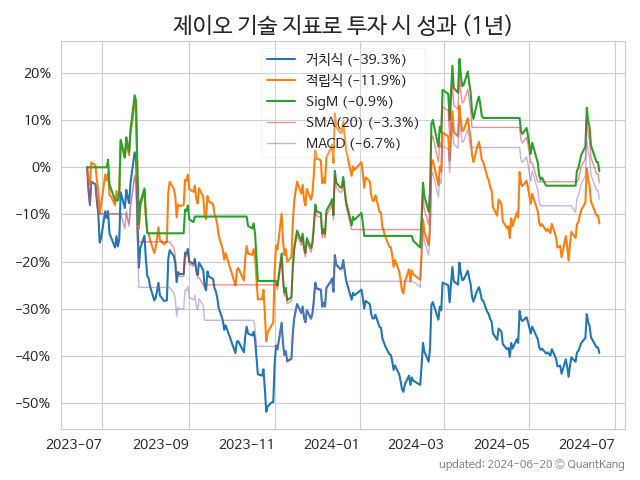 제이오 기술 지표로 투자 시 성과 (1년)
거치식 (−39.3%)
적립식 (−11.9%)
SigM (−0.9%)
SMA(20) (−3.3%)
MACD (−6.7%)
20%
10%
0%
−10%
−20%
−30%
−40%
−50%
2023-07
2023-09
2023-11
2024-01
2024-03
2024-05
2024-07
updated: 2024-06-20 © QuantKang